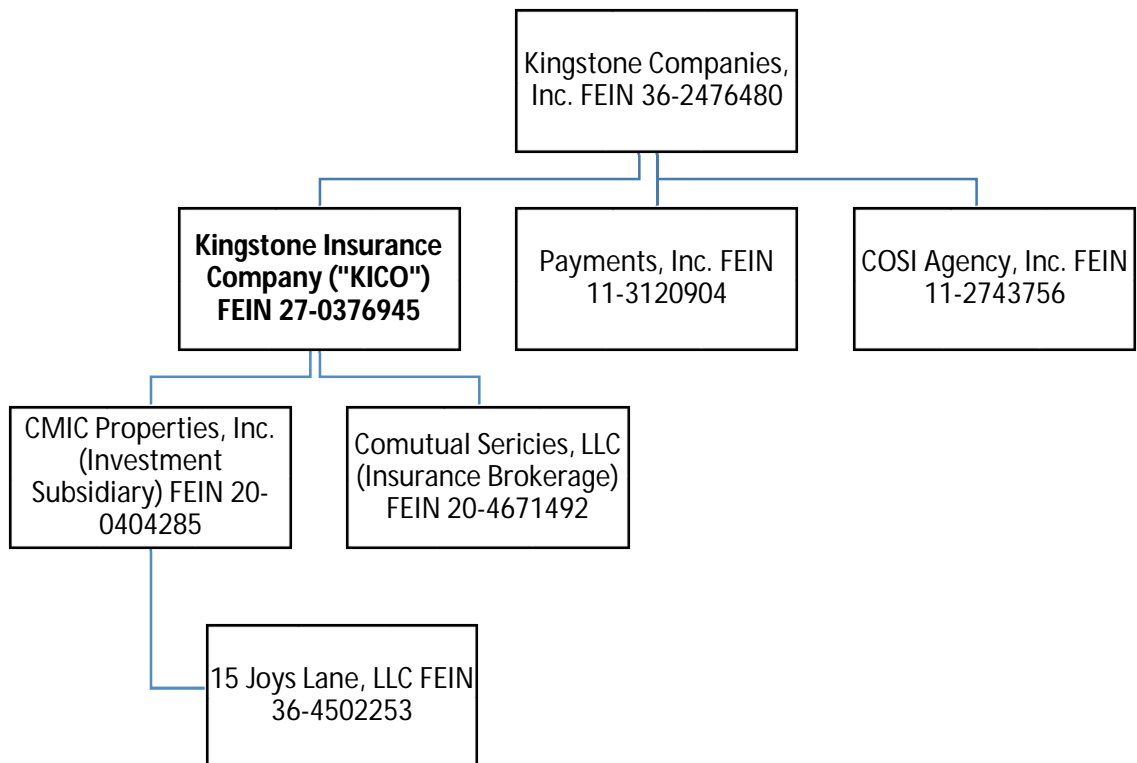 Kingstone Companies,
Inc. FEIN 36-2476480
Kingstone Insurance
Company ("KICO")
FEIN 27-0376945
Payments, Inc. FEIN
11-3120904
COSI Agency, Inc. FEIN
11-2743756
CMIC Properties, Inc.
(Investment
Subsidiary) FEIN 20-
0404285
Comutual Sericies, LLC
(Insurance Brokerage)
FEIN 20-4671492
15 Joys Lane, LLC FEIN
36-4502253